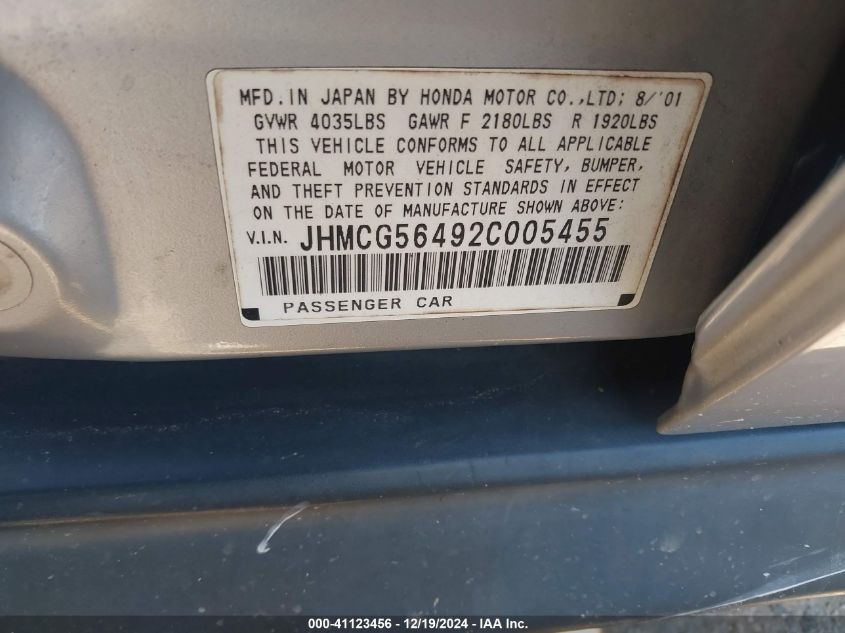 MFD.IN JAPAN BY HONDA MOTOR CO.,LTD; 8/'01
GVWR 4035LBS GAWR F 2180LBS R 1920LBS
THIS VEHICLE CONFORMS TO ALL APPLICABLE
FEDERAL MOTOR VEHICLE SAFETY, BUMPER,
AND THEFT PREVENTION STANDARDS IN EFFECT
ON THE DATE OF MANUFACTURE SHOWN ABOVE:
V.I.N. JHMCG56492C005455
PASSENGER CAR
000-41123456 - 12/19/2024 - IAA Inc.